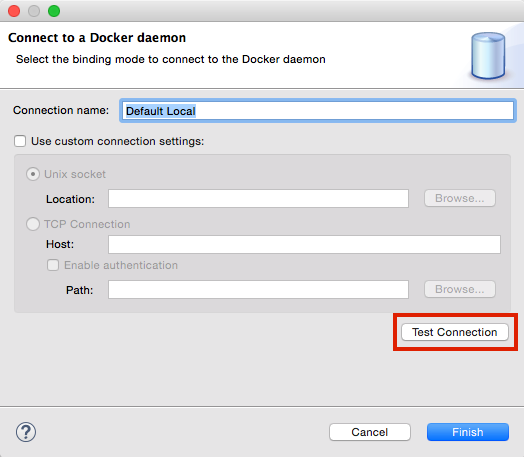 Connect to a Docker daemon
Select the binding mode to connect to the Docker daemon
Connection name: Default Local
Use custom connection settings:
Unix socket
Location: Browse...
TCP Connection
Host:
Enable authentication
Path: Browse...
Test Connection
? Cancel Finish